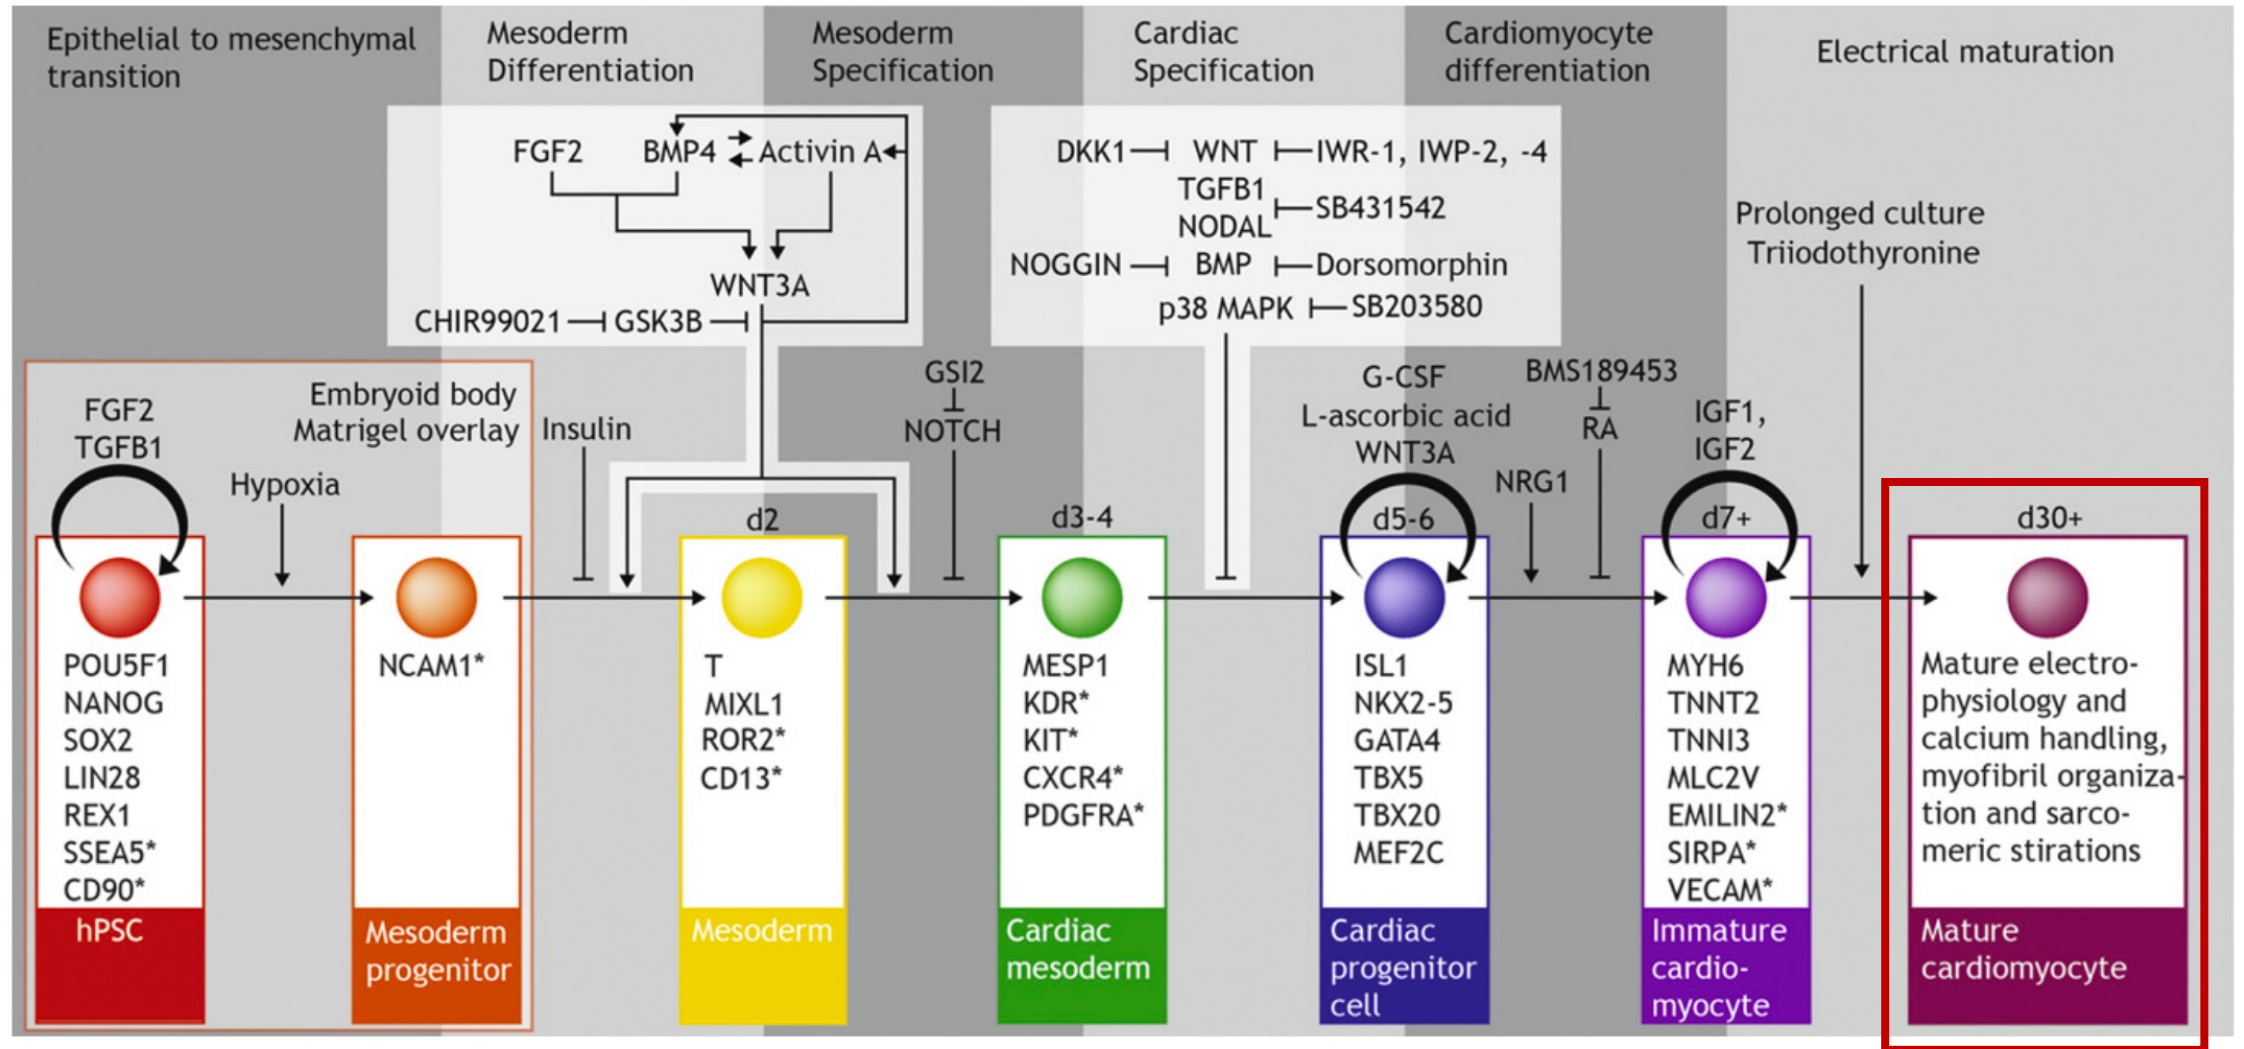 Epithelial to mesenchymal
transition
Mesoderm
Differentiation
Mesoderm
Specification
Cardiac
Specification
Cardiomyocyte
differentiation
Electrical maturation
FGF2
BMP4
Activin A
WNT3A
CHIR99021
GSK3B
DKK1
WNT
IWR-1, IWP-2, -4
TGFB1
NODAL
SB431542
NOGGIN
BMP
Dorsomorphin
p38 MAPK
SB203580
Prolonged culture
Triiodothyronine
FGF2
TGFB1
Hypoxia
Embryoid body
Matrigel overlay
Insulin
GSI2
NOTCH
G-CSF
L-ascorbic acid
WNT3A
NRG1
BMS189453
RA
IGF1,
IGF2
POU5F1
NANOG
SOX2
LIN28
REX1
SSEA5*
CD90*
hPSC
NCAM1*
Mesoderm
progenitor
d2
T
MIXL1
ROR2*
CD13*
Mesoderm
d3-4
MESP1
KDR*
KIT*
CXCR4*
PDGFRA*
Cardiac
mesoderm
d5-6
ISL1
NKX2-5
GATA4
TBX5
TBX20
MEF2C
Cardiac
progenitor
cell
d7+
MYH6
TNNT2
TNNI3
MLC2V
EMILIN2*
SIRPA*
VECAM*
Immature
cardio-
myocyte
d30+
Mature electro-
physiology and
calcium handling,
myofibril organiza-
tion and sarco-
meric stirations
Mature
cardiomyocyte